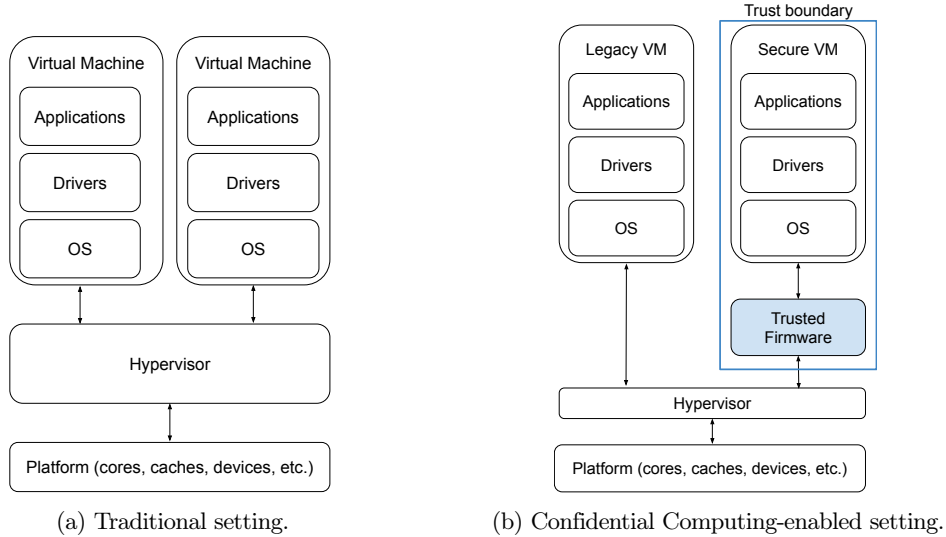 Virtual Machine
Applications
Drivers
OS
Virtual Machine
Applications
Drivers
OS
Hypervisor
Platform (cores, caches, devices, etc.)
(a) Traditional setting.
Trust boundary
Legacy VM
Applications
Drivers
OS
Secure VM
Applications
Drivers
OS
Trusted
Firmware
Hypervisor
Platform (cores, caches, devices, etc.)
(b) Confidential Computing-enabled setting.